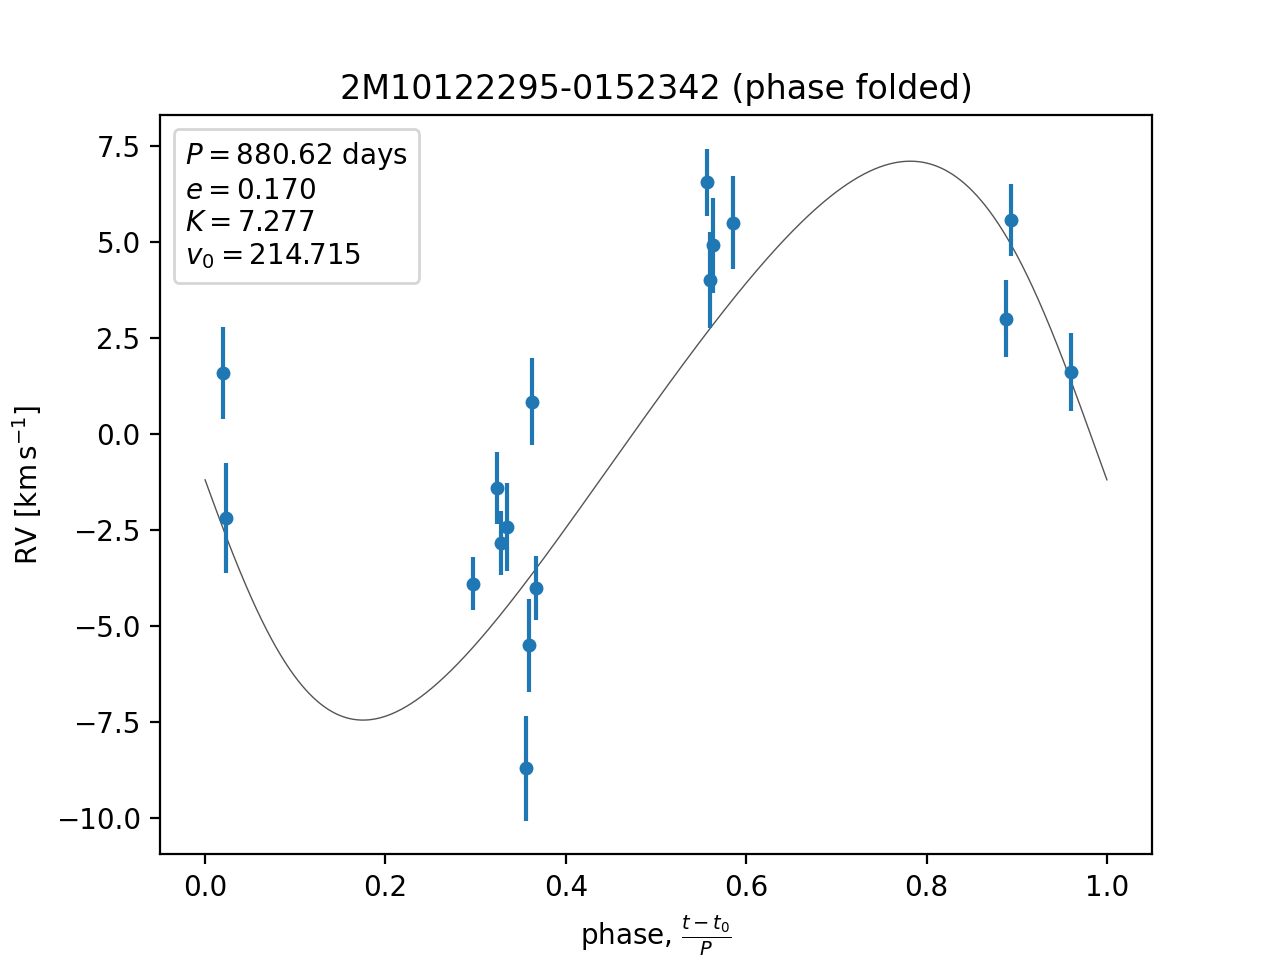 2M10122295-0152342 (phase folded)
P = 880.62 days
e = 0.170
K = 7.277
v₀ = 214.715
7.5
5.0
2.5
0.0
−2.5
−5.0
−7.5
−10.0
RV [km s⁻¹]
0.0 0.2 0.4 0.6 0.8 1.0
phase, (t − t₀)/P